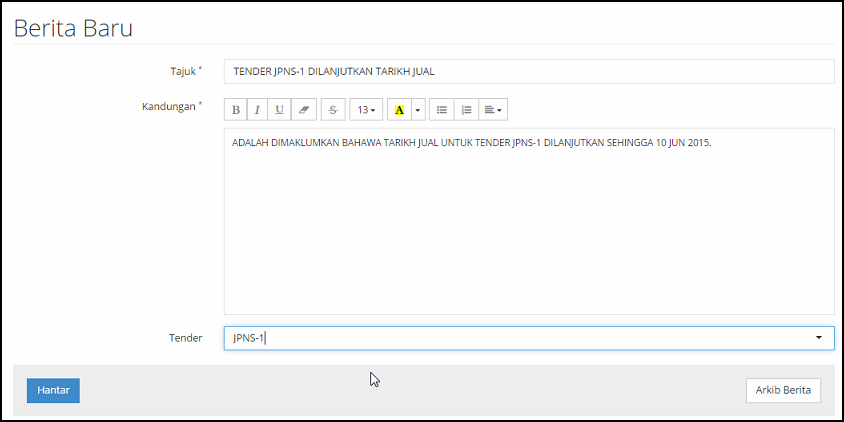 Berita Baru
Tajuk * TENDER JPNS-1 DILANJUTKAN TARIKH JUAL
Kandungan * B I U S 13 A
ADALAH DIMAKLUMKAN BAHAWA TARIKH JUAL UNTUK TENDER JPNS-1 DILANJUTKAN SEHINGGA 10 JUN 2015.
Tender JPNS-1
Hantar Arkib Berita